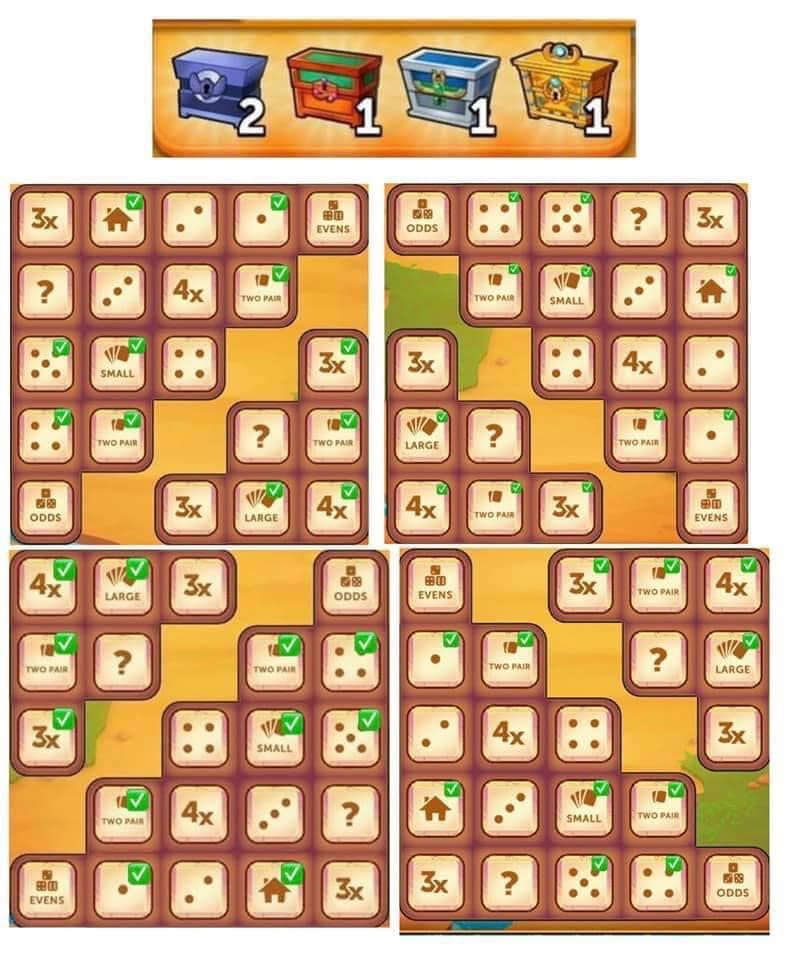 2 1 1 1
3x EVENS
? 4x TWO PAIR
SMALL 3x
TWO PAIR ? TWO PAIR
ODDS 3x LARGE 4x
ODDS ? 3x
TWO PAIR SMALL
3x 4x
LARGE ? TWO PAIR
4x TWO PAIR 3x EVENS
4x LARGE 3x ODDS
TWO PAIR ? TWO PAIR
3x SMALL
TWO PAIR 4x ?
EVENS 3x
EVENS 3x TWO PAIR 4x
TWO PAIR ? LARGE
4x 3x
SMALL TWO PAIR
3x ? ODDS